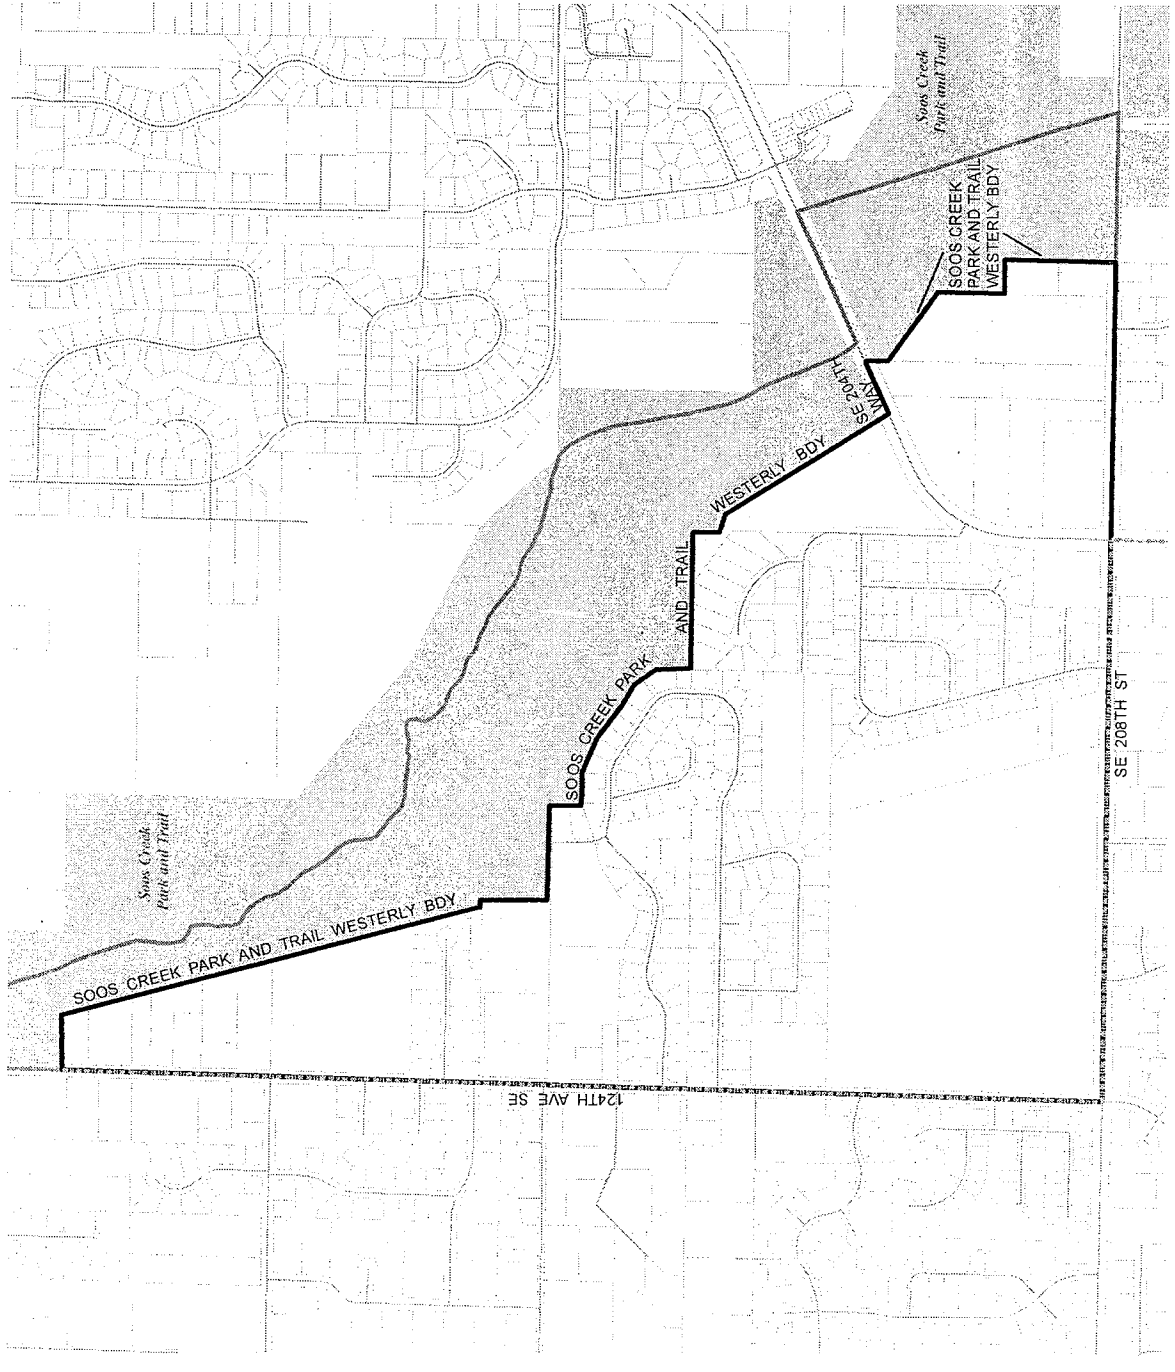 Soos Creek
Park and Trail
SOOS CREEK
PARK AND TRAIL
WESTERLY BDY
SE 204TH
WAY
WESTERLY BDY
AND TRAIL
SOOS CREEK PARK
SE 208TH ST
Soos Creek
Park and Trail
SOOS CREEK PARK AND TRAIL WESTERLY BDY
124TH AVE SE